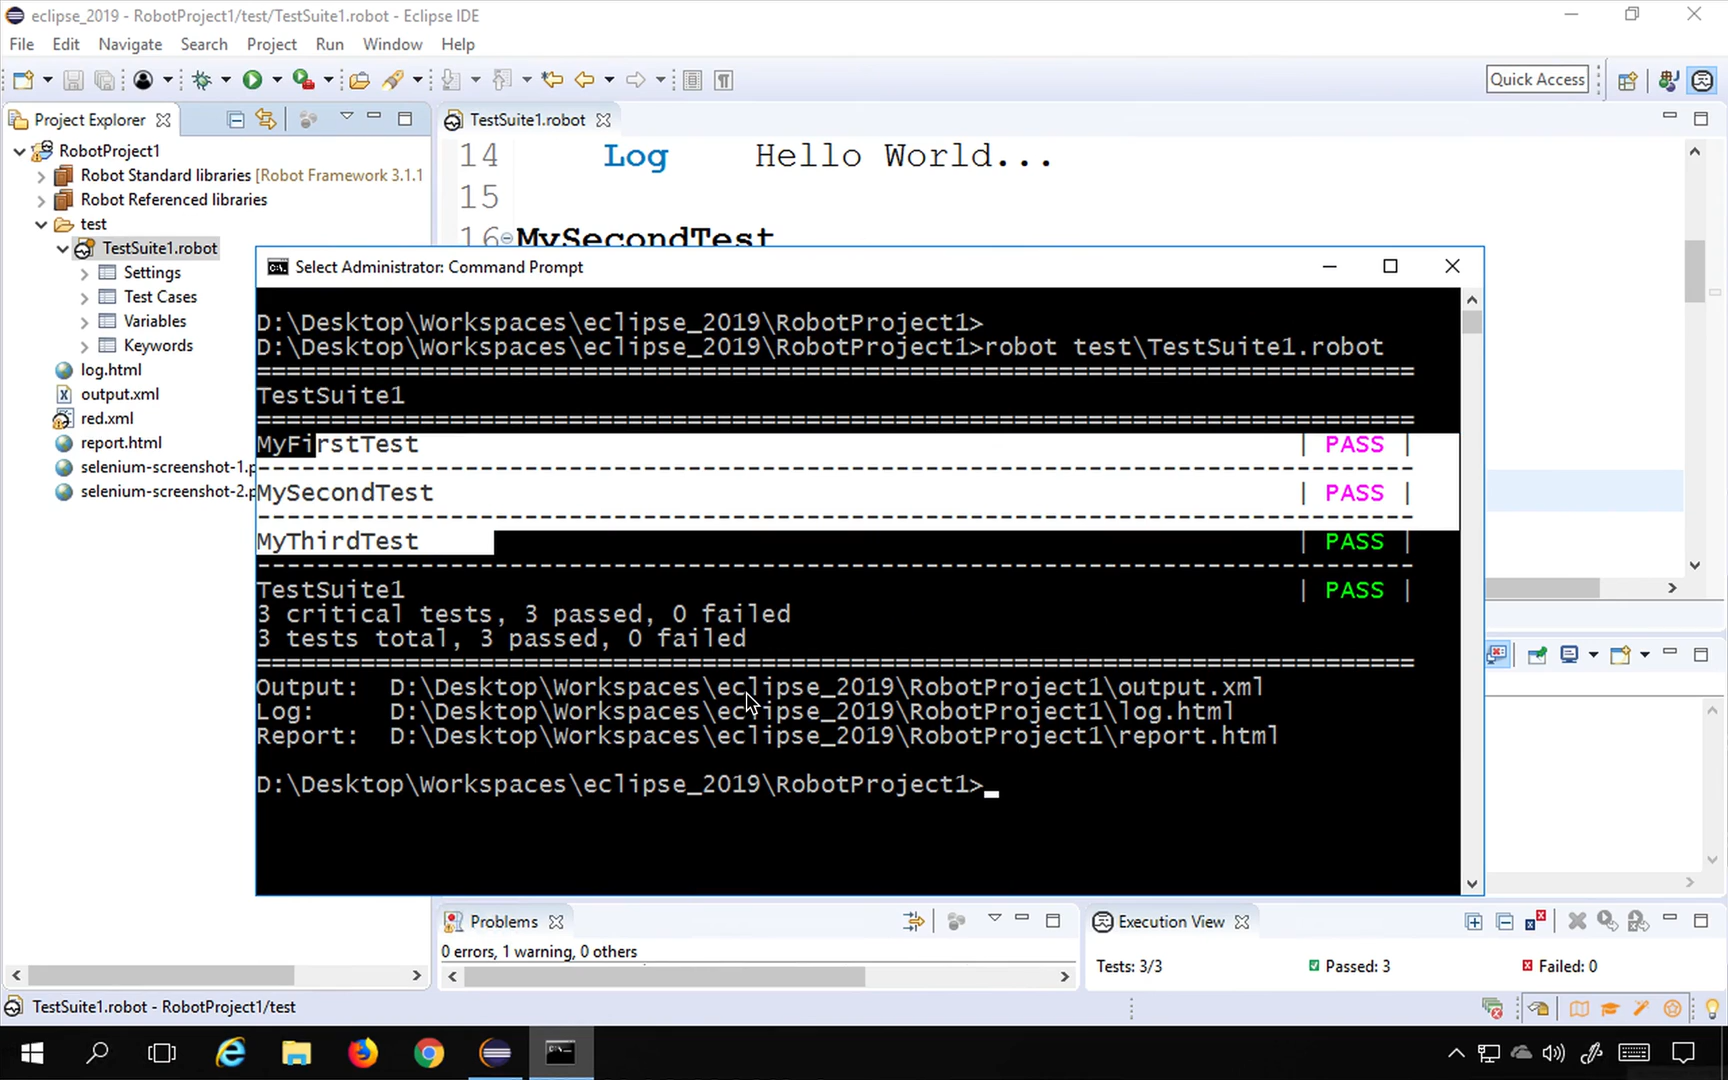 eclipse_2019 - RobotProject1/test/TestSuite1.robot - Eclipse IDE
File Edit Navigate Search Project Run Window Help
Quick Access
Project Explorer
TestSuite1.robot
RobotProject1
Robot Standard libraries [Robot Framework 3.1.1
Robot Referenced libraries
test
TestSuite1.robot
Settings
Test Cases
Variables
Keywords
log.html
output.xml
red.xml
report.html
selenium-screenshot-1.p
selenium-screenshot-2.p
14 Log Hello World...
15
16 MySecondTest
Select Administrator: Command Prompt
D:\Desktop\Workspaces\eclipse_2019\RobotProject1>
D:\Desktop\Workspaces\eclipse_2019\RobotProject1>robot test\TestSuite1.robot
==============================================================================
TestSuite1
==============================================================================
MyFirstTest | PASS |
------------------------------------------------------------------------------
MySecondTest | PASS |
------------------------------------------------------------------------------
MyThirdTest | PASS |
------------------------------------------------------------------------------
TestSuite1 | PASS |
3 critical tests, 3 passed, 0 failed
3 tests total, 3 passed, 0 failed
==============================================================================
Output: D:\Desktop\Workspaces\eclipse_2019\RobotProject1\output.xml
Log: D:\Desktop\Workspaces\eclipse_2019\RobotProject1\log.html
Report: D:\Desktop\Workspaces\eclipse_2019\RobotProject1\report.html
D:\Desktop\Workspaces\eclipse_2019\RobotProject1>
Problems
0 errors, 1 warning, 0 others
Execution View
Tests: 3/3 Passed: 3 Failed: 0
TestSuite1.robot - RobotProject1/test